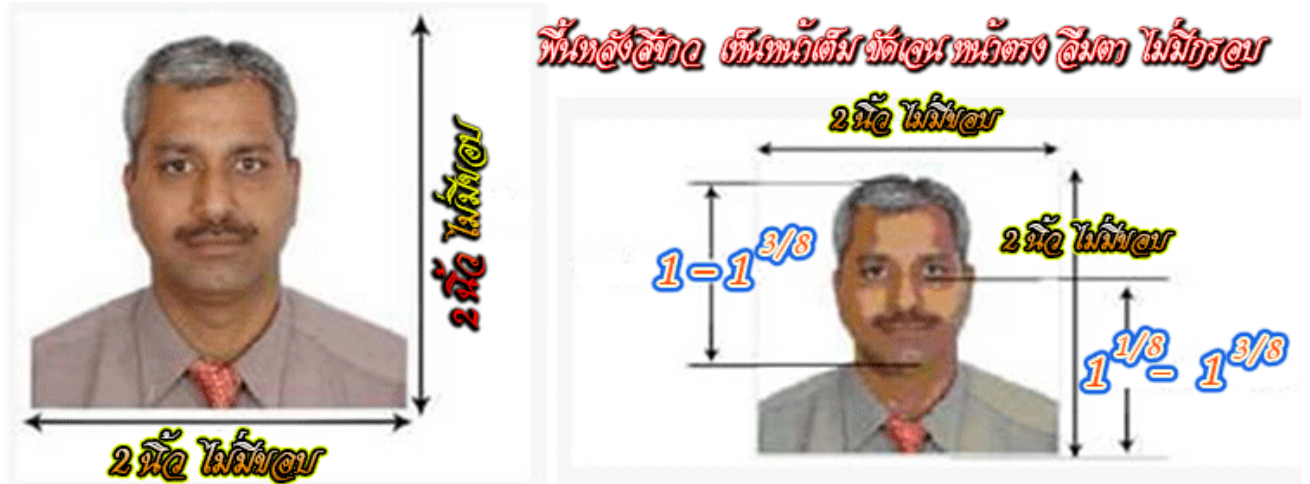 พื้นหลังสีขาว เห็นหน้าเต็ม ชัดเจน หน้าตรง ลืมตา ไม่มีกรอบ
2 นิ้ว ไม่มีขอบ
2 นิ้ว ไม่มีขอบ
2 นิ้ว ไม่มีขอบ
1 - 1 3/8
2 นิ้ว ไม่มีขอบ
1 1/8 - 1 3/8